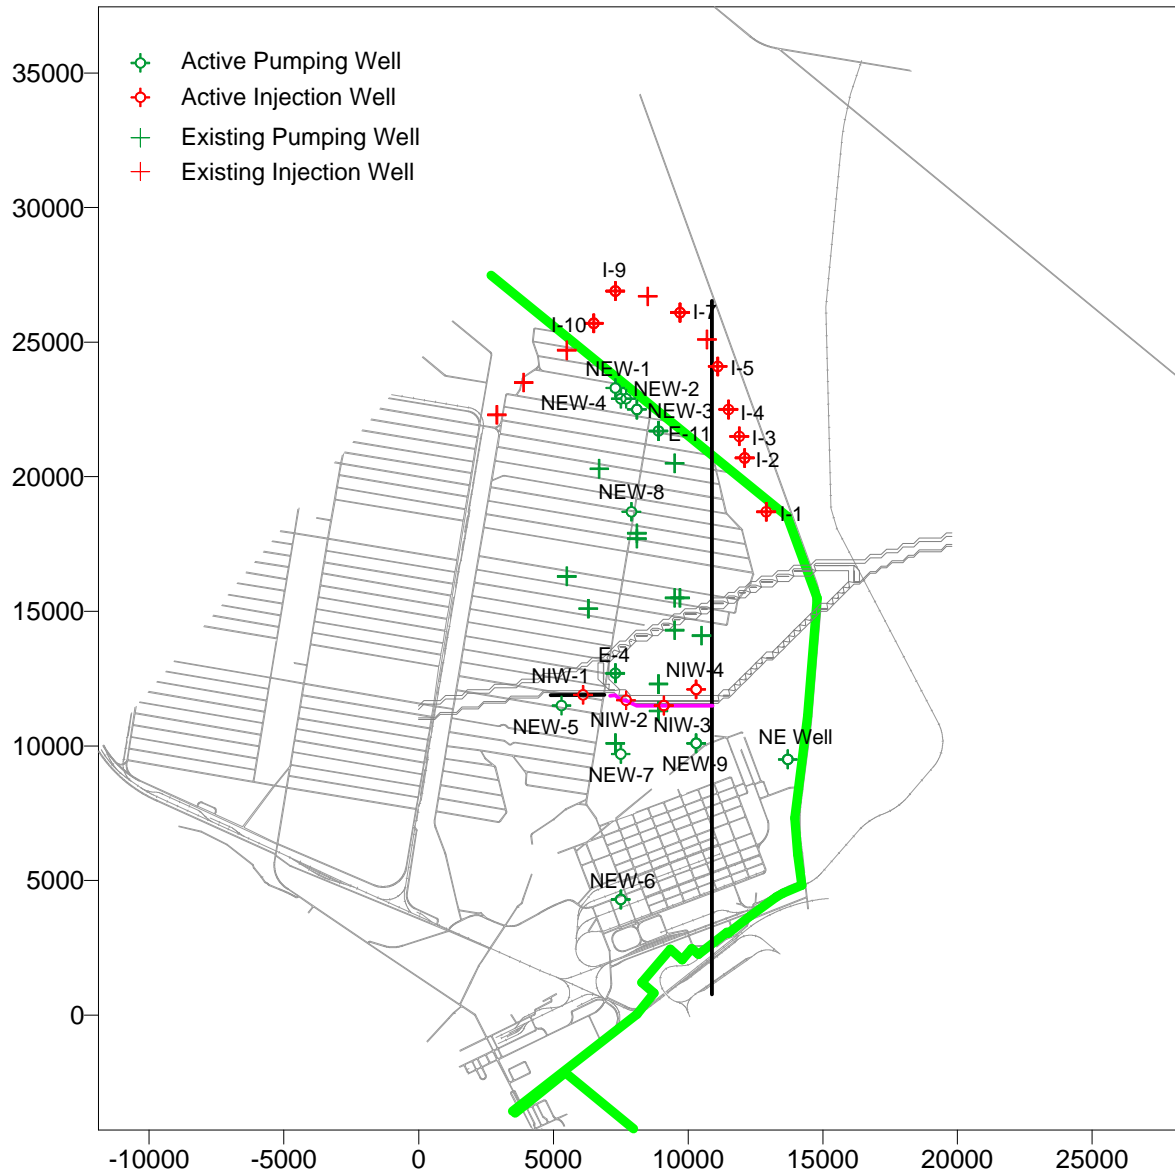 Active Pumping Well
Active Injection Well
Existing Pumping Well
Existing Injection Well
35000
30000
25000
20000
15000
10000
5000
0
I-9
I-10
I-7
NEW-1
I-5
NEW-2
NEW-4
NEW-3
I-4
E-11
I-3
I-2
NEW-8
I-1
E-4
NIW-1
NIW-4
NEW-5
NIW-2
NIW-3
NE Well
NEW-7
NEW-9
NEW-6
-10000
-5000
0
5000
10000
15000
20000
25000